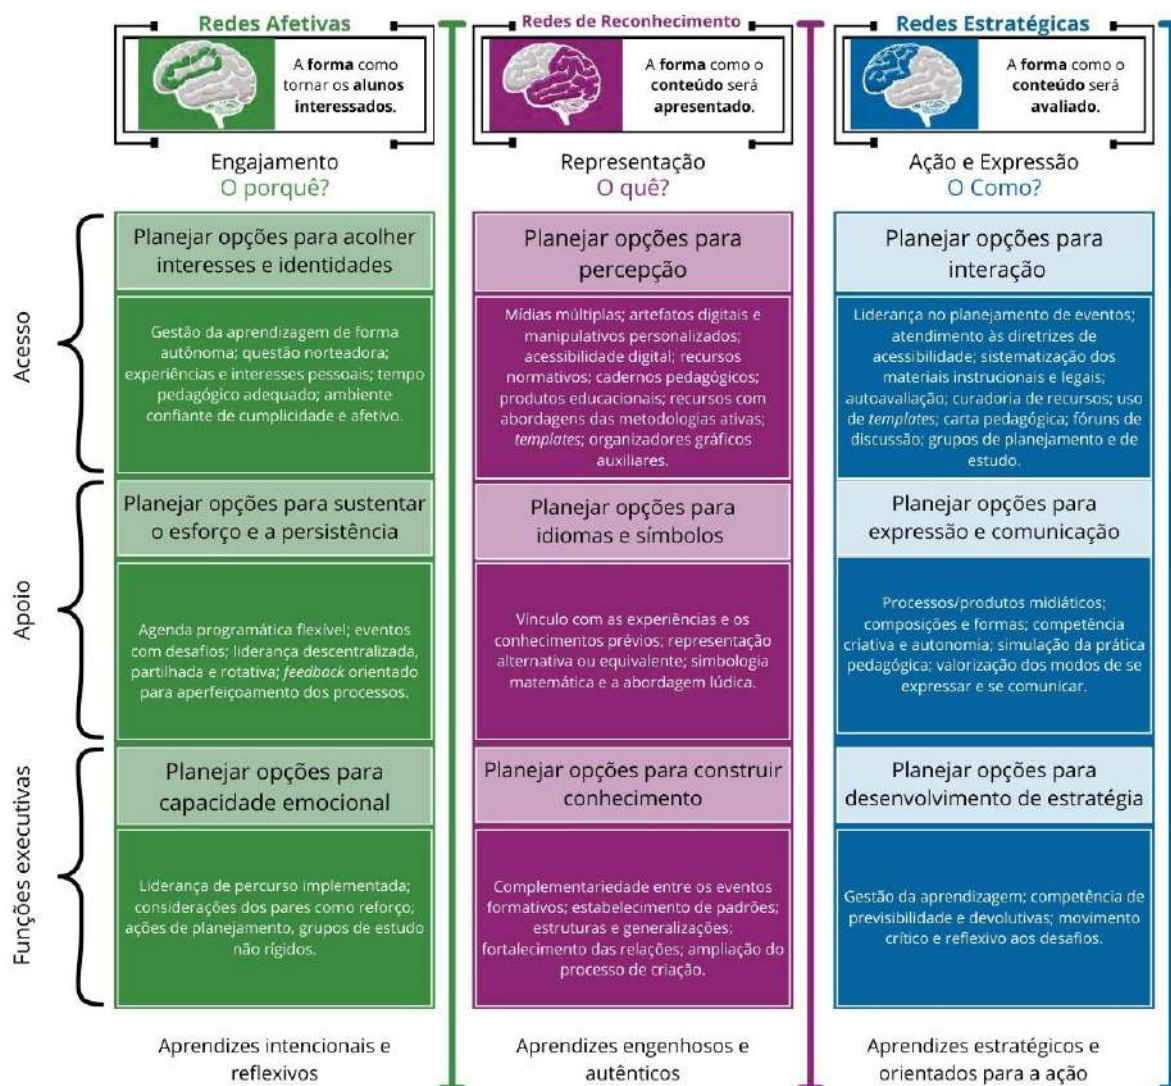 Redes Afetivas
A forma como
tornar os alunos
interessados.
Engajamento
O porquê?
Redes de Reconhecimento
A forma como o
conteúdo será
apresentado.
Representação
O quê?
Redes Estratégicas
A forma como o
conteúdo será
avaliado.
Ação e Expressão
O Como?
Acesso
Planejar opções para acolher
interesses e identidades
Gestão da aprendizagem de forma
autônoma; questão norteadora;
experiências e interesses pessoais; tempo
pedagógico adequado; ambiente
confiante de cumplicidade e afetivo.
Planejar opções para
percepção
Mídias múltiplas; artefatos digitais e
manipulativos personalizados;
acessibilidade digital; recursos
normativos; cadernos pedagógicos;
produtos educacionais; recursos com
abordagens das metodologias ativas;
templates; organizadores gráficos
auxiliares.
Planejar opções para
interação
Liderança no planejamento de eventos;
atendimento às diretrizes de
acessibilidade; sistematização dos
materiais instrucionais e legais;
autoavaliação; curadoria de recursos; uso
de templates; carta pedagógica; fóruns de
discussão; grupos de planejamento e de
estudo.
Apoio
Planejar opções para sustentar
o esforço e a persistência
Agenda programática flexível; eventos
com desafios; liderança descentralizada,
partilhada e rotativa; feedback orientado
para aperfeiçoamento dos processos.
Planejar opções para
idiomas e símbolos
Vínculo com as experiências e os
conhecimentos prévios; representação
alternativa ou equivalente; simbologia
matemática e a abordagem lúdica.
Planejar opções para
expressão e comunicação
Processos/produtos midiáticos;
composições e formas; competência
criativa e autonomia; simulação da prática
pedagógica; valorização dos modos de se
expressar e se comunicar.
Funções executivas
Planejar opções para
capacidade emocional
Liderança de percurso implementada;
considerações dos pares como reforço;
ações de planejamento, grupos de estudo
não rígidos.
Planejar opções para construir
conhecimento
Complementariedade entre os eventos
formativos; estabelecimento de padrões;
estruturas e generalizações;
fortalecimento das relações; ampliação do
processo de criação.
Planejar opções para
desenvolvimento de estratégia
Gestão da aprendizagem; competência de
previsibilidade e devolutivas; movimento
crítico e reflexivo aos desafios.
Aprendizes intencionais e
reflexivos
Aprendizes engenhosos e
autênticos
Aprendizes estratégicos e
orientados para a ação